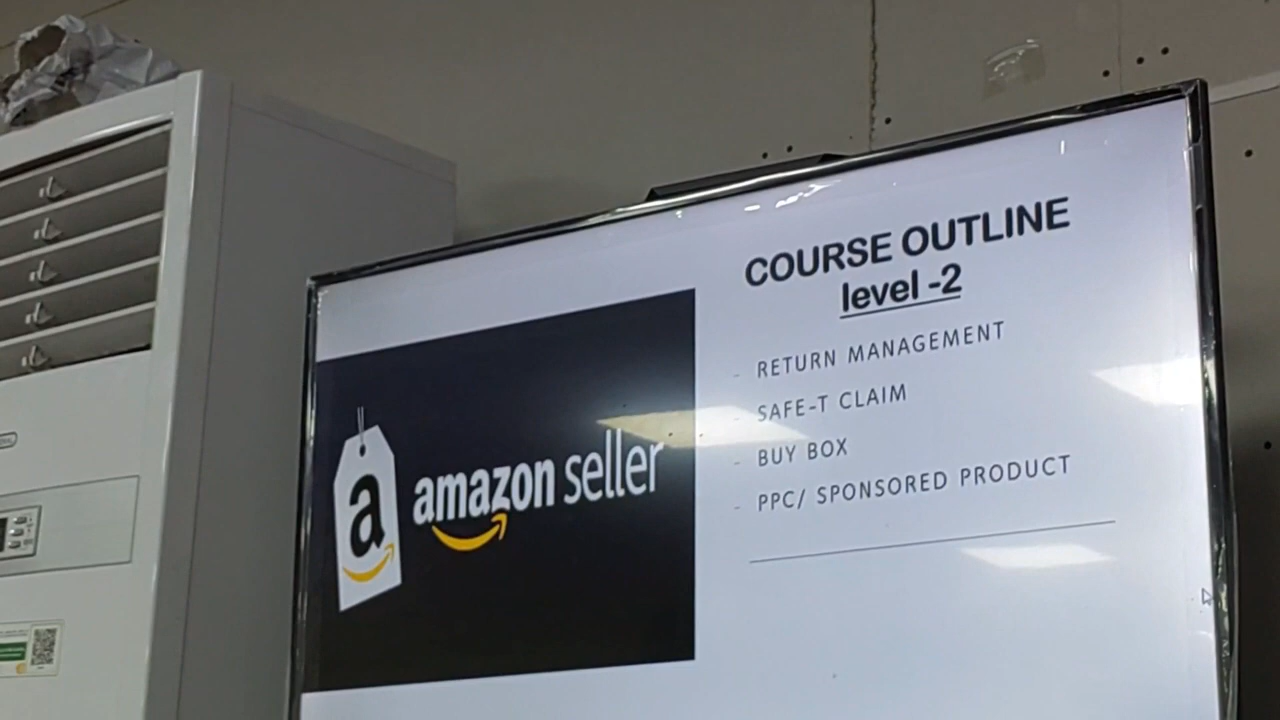 COURSE OUTLINE
level -2
- RETURN MANAGEMENT
- SAFE-T CLAIM
- BUY BOX
- PPC/ SPONSORED PRODUCT
a
amazon seller